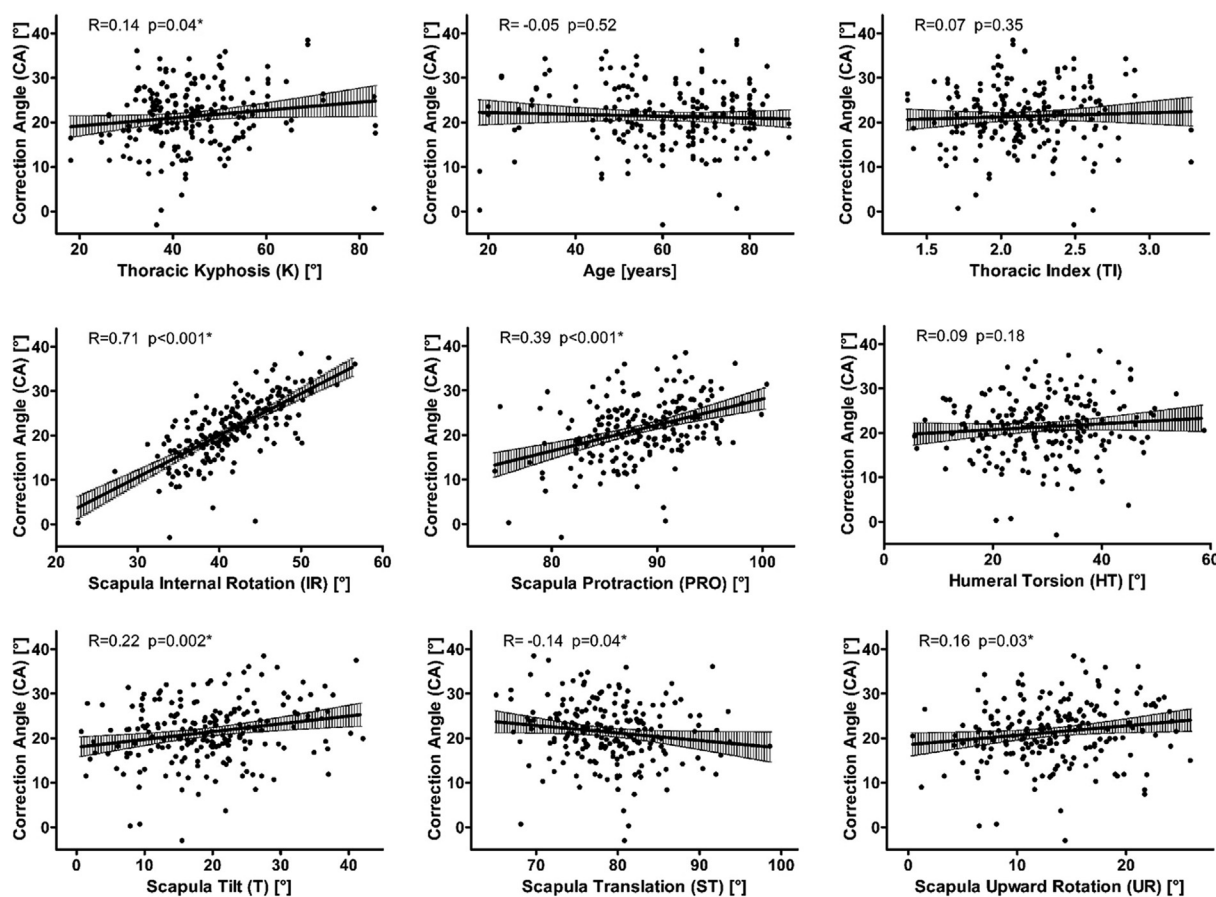 R=0.14 p=0.04*
Correction Angle (CA) [°]
40
30
20
10
0
20 40 60 80
Thoracic Kyphosis (K) [°]
R= -0.05 p=0.52
Correction Angle (CA) [°]
40
30
20
10
0
20 40 60 80
Age [years]
R=0.07 p=0.35
Correction Angle (CA) [°]
40
30
20
10
0
1.5 2.0 2.5 3.0
Thoracic Index (TI)
R=0.71 p<0.001*
Correction Angle (CA) [°]
40
30
20
10
0
20 30 40 50 60
Scapula Internal Rotation (IR) [°]
R=0.39 p<0.001*
Correction Angle (CA) [°]
40
30
20
10
0
80 90 100
Scapula Protraction (PRO) [°]
R=0.09 p=0.18
Correction Angle (CA) [°]
40
30
20
10
0
0 20 40 60
Humeral Torsion (HT) [°]
R=0.22 p=0.002*
Correction Angle (CA) [°]
40
30
20
10
0
0 10 20 30 40
Scapula Tilt (T) [°]
R= -0.14 p=0.04*
Correction Angle (CA) [°]
40
30
20
10
0
70 80 90 100
Scapula Translation (ST) [°]
R=0.16 p=0.03*
Correction Angle (CA) [°]
40
30
20
10
0
0 10 20
Scapula Upward Rotation (UR) [°]